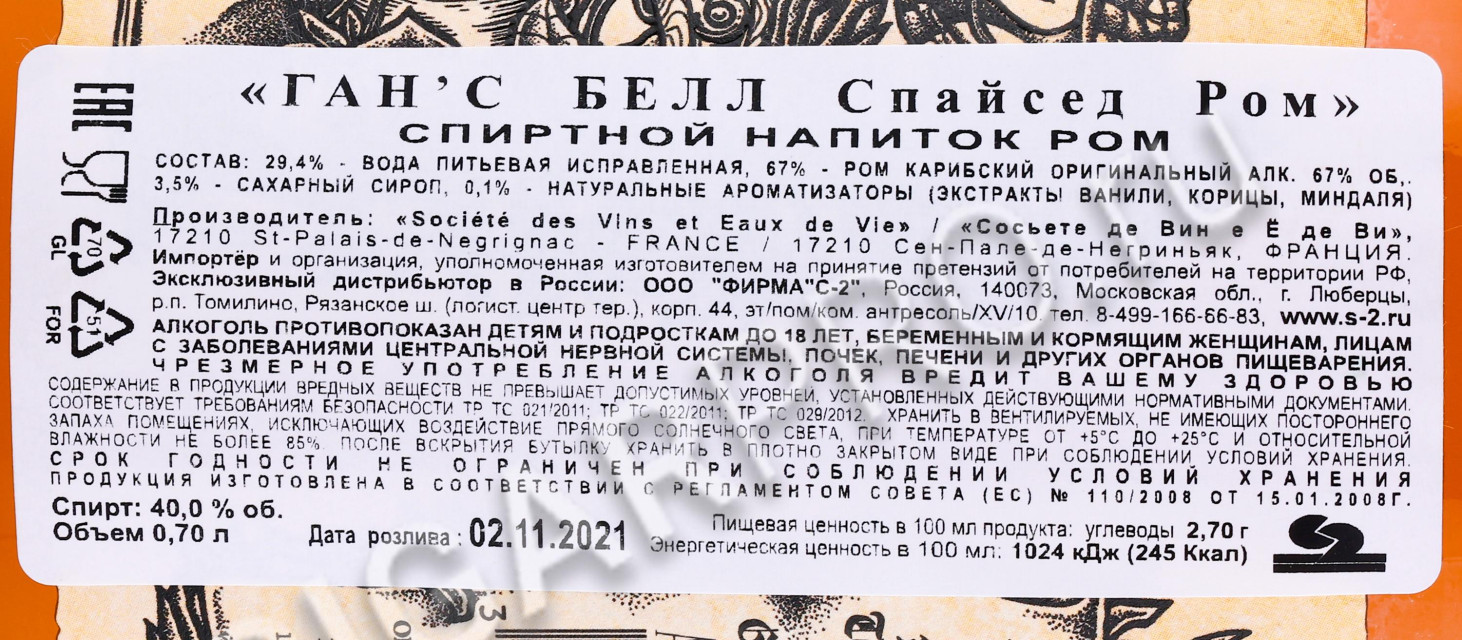 «ГАН’С БЕЛЛ Спайсед Ром»
СПИРТНОЙ НАПИТОК РОМ
СОСТАВ: 29,4% - ВОДА ПИТЬЕВАЯ ИСПРАВЛЕННАЯ, 67% - РОМ КАРИБСКИЙ ОРИГИНАЛЬНЫЙ АЛК. 67% ОБ,.
3,5% - САХАРНЫЙ СИРОП, 0,1% - НАТУРАЛЬНЫЕ АРОМАТИЗАТОРЫ (ЭКСТРАКТЫ ВАНИЛИ, КОРИЦЫ, МИНДАЛЯ)
Производитель: «Société des Vins et Eaux de Vie» / «Сосьете де Вин е Ё де Ви»,
17210 St-Palais-de-Negrignac - FRANCE / 17210 Сен-Пале-де-Негриньяк, ФРАНЦИЯ.
Импортёр и организация, уполномоченная изготовителем на принятие претензий от потребителей на территории РФ,
Эксклюзивный дистрибьютор в России: ООО "ФИРМА"С-2", Россия, 140073, Московская обл., г. Люберцы,
р.п. Томилино, Рязанское ш. (логист. центр тер.), корп. 44, эт/пом/ком. антресоль/XV/10. тел. 8-499-166-66-83, www.s-2.ru
АЛКОГОЛЬ ПРОТИВОПОКАЗАН ДЕТЯМ И ПОДРОСТКАМ ДО 18 ЛЕТ, БЕРЕМЕННЫМ И КОРМЯЩИМ ЖЕНЩИНАМ, ЛИЦАМ
С ЗАБОЛЕВАНИЯМИ ЦЕНТРАЛЬНОЙ НЕРВНОЙ СИСТЕМЫ, ПОЧЕК, ПЕЧЕНИ И ДРУГИХ ОРГАНОВ ПИЩЕВАРЕНИЯ.
ЧРЕЗМЕРНОЕ УПОТРЕБЛЕНИЕ АЛКОГОЛЯ ВРЕДИТ ВАШЕМУ ЗДОРОВЬЮ
СОДЕРЖАНИЕ В ПРОДУКЦИИ ВРЕДНЫХ ВЕЩЕСТВ НЕ ПРЕВЫШАЕТ ДОПУСТИМЫХ УРОВНЕЙ, УСТАНОВЛЕННЫХ ДЕЙСТВУЮЩИМИ НОРМАТИВНЫМИ ДОКУМЕНТАМИ.
СООТВЕТСТВУЕТ ТРЕБОВАНИЯМ БЕЗОПАСНОСТИ ТР ТС 021/2011; ТР ТС 022/2011; ТР ТС 029/2012. ХРАНИТЬ В ВЕНТИЛИРУЕМЫХ, НЕ ИМЕЮЩИХ ПОСТОРОННЕГО
ЗАПАХА ПОМЕЩЕНИЯХ, ИСКЛЮЧАЮЩИХ ВОЗДЕЙСТВИЕ ПРЯМОГО СОЛНЕЧНОГО СВЕТА, ПРИ ТЕМПЕРАТУРЕ ОТ +5°С ДО +25°С И ОТНОСИТЕЛЬНОЙ
ВЛАЖНОСТИ НЕ БОЛЕЕ 85%. ПОСЛЕ ВСКРЫТИЯ БУТЫЛКУ ХРАНИТЬ В ПЛОТНО ЗАКРЫТОМ ВИДЕ ПРИ СОБЛЮДЕНИИ УСЛОВИЙ ХРАНЕНИЯ.
СРОК ГОДНОСТИ НЕ ОГРАНИЧЕН ПРИ СОБЛЮДЕНИИ УСЛОВИЙ ХРАНЕНИЯ
ПРОДУКЦИЯ ИЗГОТОВЛЕНА В СООТВЕТСТВИИ С РЕГЛАМЕНТОМ СОВЕТА (ЕС) № 110/2008 ОТ 15.01.2008Г.
Спирт: 40,0 % об.
Объем 0,70 л
Дата розлива : 02.11.2021
Пищевая ценность в 100 мл продукта: углеводы 2,70 г
Энергетическая ценность в 100 мл: 1024 кДж (245 Ккал)
EAC
70
GL
51
FOR
CIGARPRO.ru